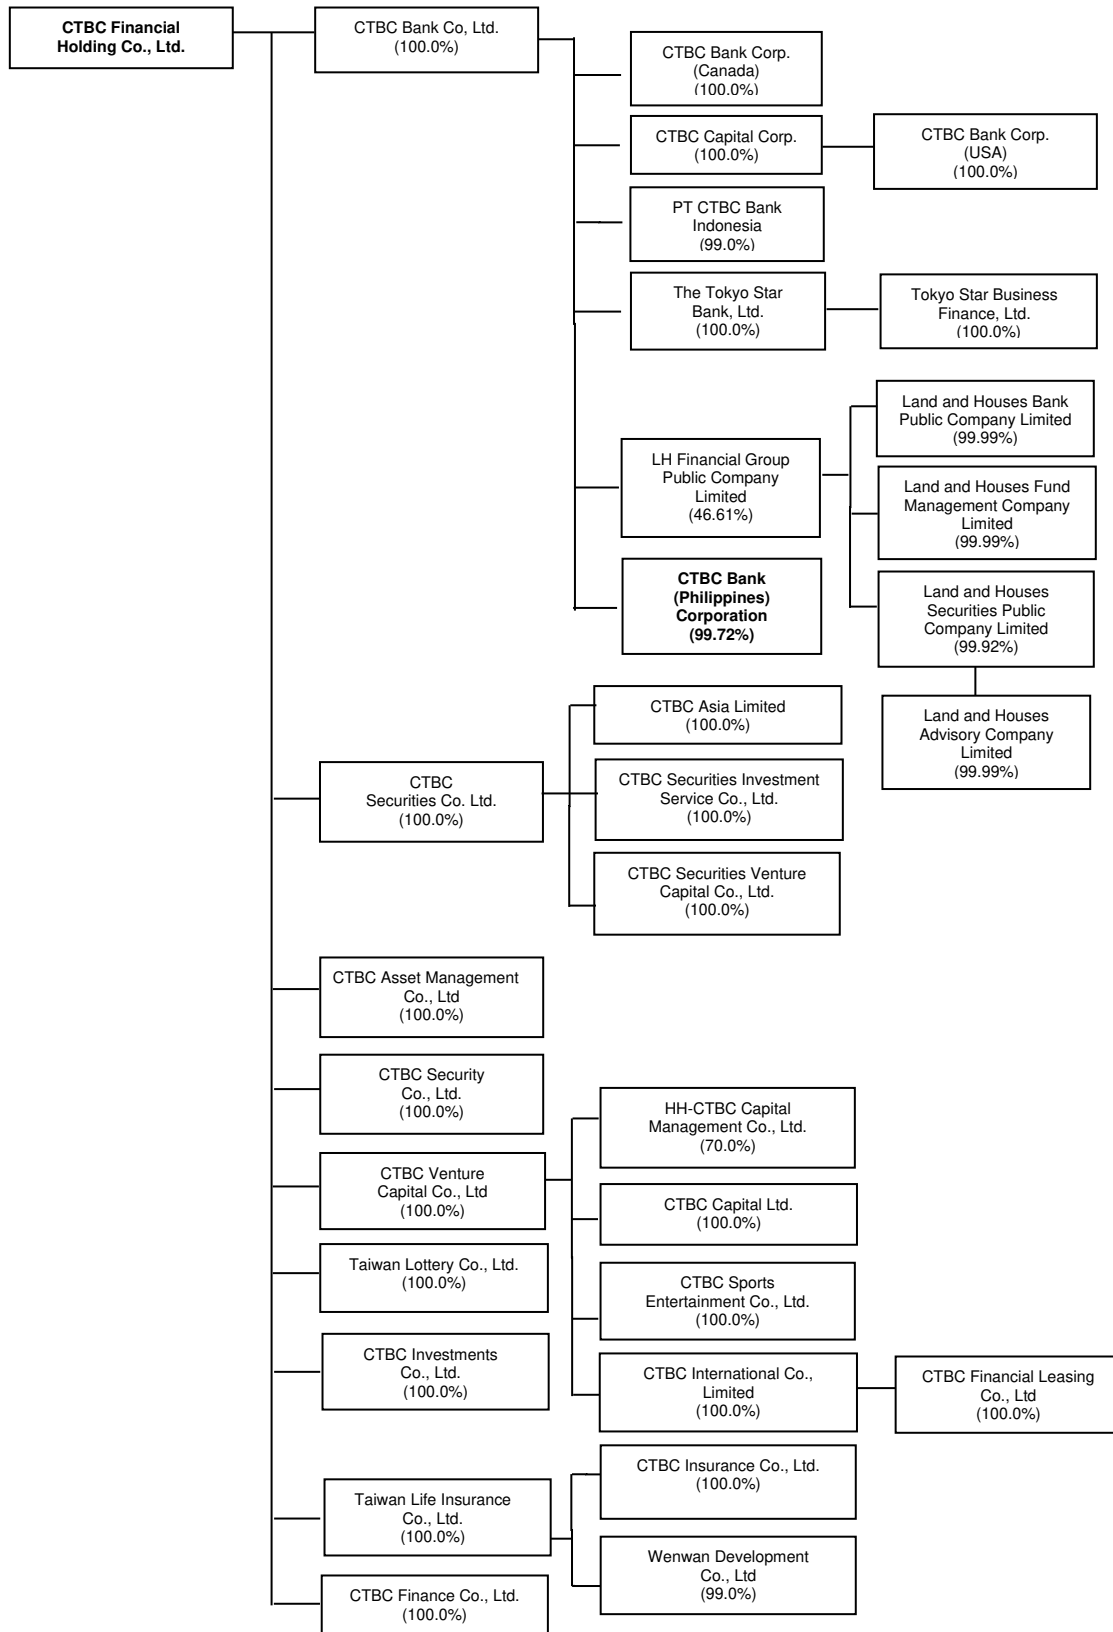 CTBC Financial
Holding Co., Ltd.
CTBC Bank Co, Ltd.
(100.0%)
CTBC Bank Corp.
(Canada)
(100.0%)
CTBC Capital Corp.
(100.0%)
CTBC Bank Corp.
(USA)
(100.0%)
PT CTBC Bank
Indonesia
(99.0%)
The Tokyo Star
Bank, Ltd.
(100.0%)
Tokyo Star Business
Finance, Ltd.
(100.0%)
LH Financial Group
Public Company
Limited
(46.61%)
Land and Houses Bank
Public Company Limited
(99.99%)
Land and Houses Fund
Management Company
Limited
(99.99%)
Land and Houses
Securities Public
Company Limited
(99.92%)
Land and Houses
Advisory Company
Limited
(99.99%)
CTBC Bank
(Philippines)
Corporation
(99.72%)
CTBC
Securities Co. Ltd.
(100.0%)
CTBC Asia Limited
(100.0%)
CTBC Securities Investment
Service Co., Ltd.
(100.0%)
CTBC Securities Venture
Capital Co., Ltd.
(100.0%)
CTBC Asset Management
Co., Ltd
(100.0%)
CTBC Security
Co., Ltd.
(100.0%)
CTBC Venture
Capital Co., Ltd
(100.0%)
HH-CTBC Capital
Management Co., Ltd.
(70.0%)
CTBC Capital Ltd.
(100.0%)
CTBC Sports
Entertainment Co., Ltd.
(100.0%)
CTBC International Co.,
Limited
(100.0%)
CTBC Financial Leasing
Co., Ltd
(100.0%)
Taiwan Lottery Co., Ltd.
(100.0%)
CTBC Investments
Co., Ltd.
(100.0%)
Taiwan Life Insurance
Co., Ltd.
(100.0%)
CTBC Insurance Co., Ltd.
(100.0%)
Wenwan Development
Co., Ltd
(99.0%)
CTBC Finance Co., Ltd.
(100.0%)